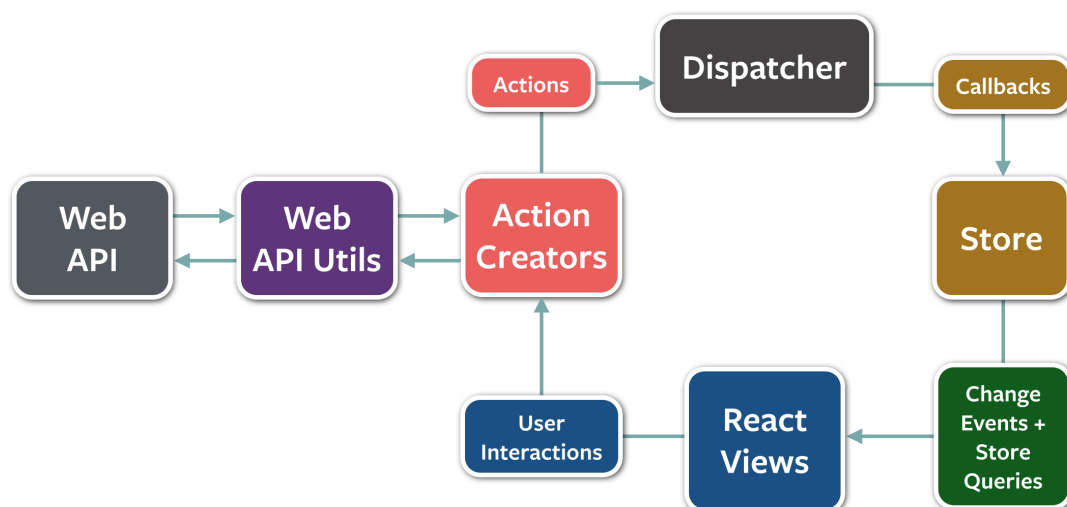 Actions
Dispatcher
Callbacks
Web
API
Web
API Utils
Action
Creators
Store
User
Interactions
React
Views
Change
Events +
Store
Queries